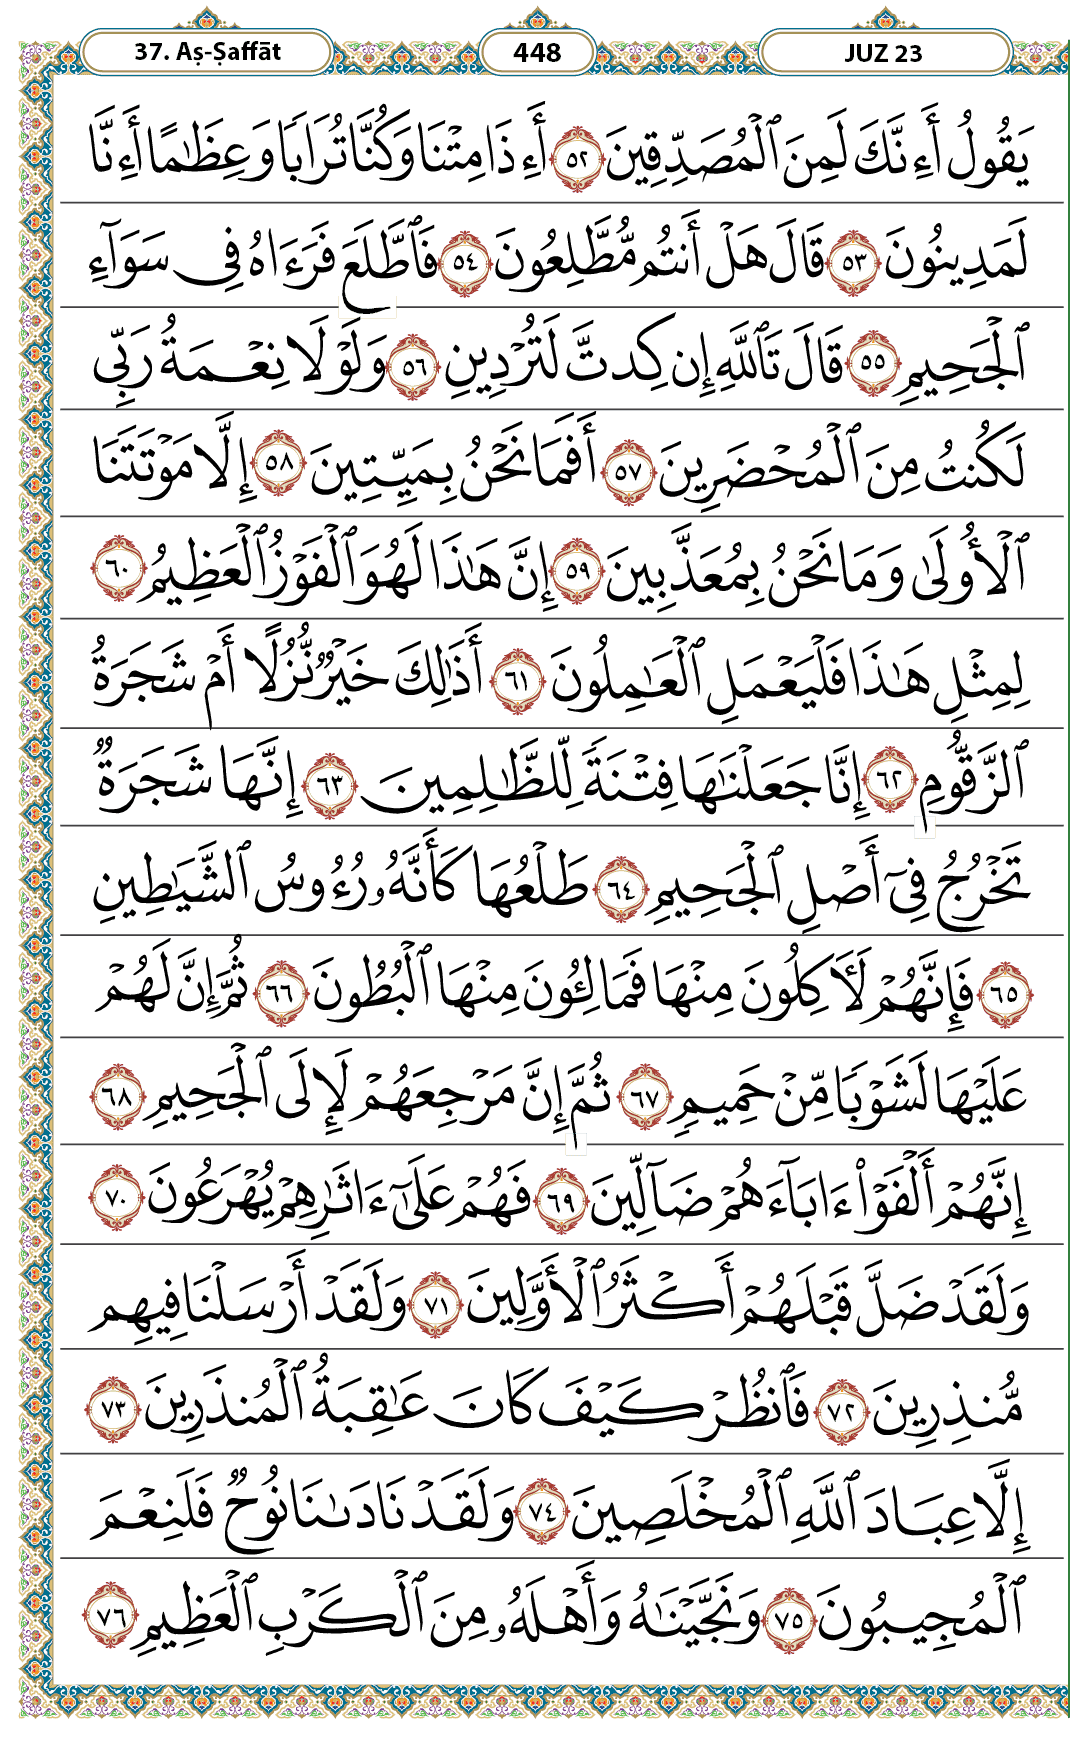 37. Aṣ-Ṣaffāt 448 JUZ 23
يَقُولُ أَءِنَّكَ لَمِنَ ٱلْمُصَدِّقِينَ ٥٢ أَءِذَا مِتْنَا وَكُنَّا تُرَابًا وَعِظَٰمًا أَءِنَّا
لَمَدِينُونَ ٥٣ قَالَ هَلْ أَنتُم مُّطَّلِعُونَ ٥٤ فَٱطَّلَعَ فَرَءَاهُ فِى سَوَآءِ
ٱلْجَحِيمِ ٥٥ قَالَ تَٱللَّهِ إِن كِدتَّ لَتُرْدِينِ ٥٦ وَلَوْلَا نِعْمَةُ رَبِّى
لَكُنتُ مِنَ ٱلْمُحْضَرِينَ ٥٧ أَفَمَا نَحْنُ بِمَيِّتِينَ ٥٨ إِلَّا مَوْتَتَنَا
ٱلْأُولَىٰ وَمَا نَحْنُ بِمُعَذَّبِينَ ٥٩ إِنَّ هَٰذَا لَهُوَ ٱلْفَوْزُ ٱلْعَظِيمُ ٦٠
لِمِثْلِ هَٰذَا فَلْيَعْمَلِ ٱلْعَٰمِلُونَ ٦١ أَذَٰلِكَ خَيْرٌ نُّزُلًا أَمْ شَجَرَةُ
ٱلزَّقُّومِ ٦٢ إِنَّا جَعَلْنَٰهَا فِتْنَةً لِّلظَّٰلِمِينَ ٦٣ إِنَّهَا شَجَرَةٌ
تَخْرُجُ فِىٓ أَصْلِ ٱلْجَحِيمِ ٦٤ طَلْعُهَا كَأَنَّهُۥ رُءُوسُ ٱلشَّيَٰطِينِ
٦٥ فَإِنَّهُمْ لَءَاكِلُونَ مِنْهَا فَمَالِـُٔونَ مِنْهَا ٱلْبُطُونَ ٦٦ ثُمَّ إِنَّ لَهُمْ
عَلَيْهَا لَشَوْبًا مِّنْ حَمِيمٍ ٦٧ ثُمَّ إِنَّ مَرْجِعَهُمْ لَإِلَى ٱلْجَحِيمِ ٦٨
إِنَّهُمْ أَلْفَوْا۟ ءَابَآءَهُمْ ضَآلِّينَ ٦٩ فَهُمْ عَلَىٰٓ ءَاثَٰرِهِمْ يُهْرَعُونَ ٧٠
وَلَقَدْ ضَلَّ قَبْلَهُمْ أَكْثَرُ ٱلْأَوَّلِينَ ٧١ وَلَقَدْ أَرْسَلْنَا فِيهِم
مُّنذِرِينَ ٧٢ فَٱنظُرْ كَيْفَ كَانَ عَٰقِبَةُ ٱلْمُنذَرِينَ ٧٣
إِلَّا عِبَادَ ٱللَّهِ ٱلْمُخْلَصِينَ ٧٤ وَلَقَدْ نَادَىٰنَا نُوحٌ فَلَنِعْمَ
ٱلْمُجِيبُونَ ٧٥ وَنَجَّيْنَٰهُ وَأَهْلَهُۥ مِنَ ٱلْكَرْبِ ٱلْعَظِيمِ ٧٦